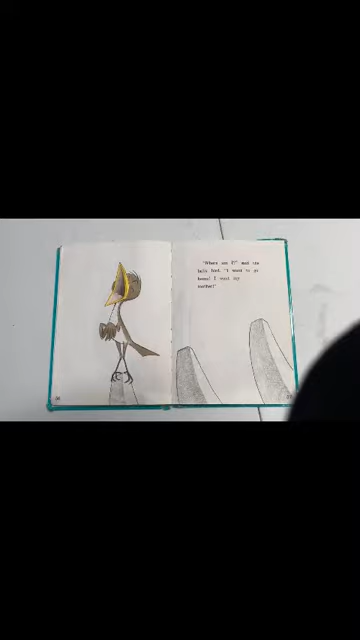 "Where am I?" said the
baby bird. "I want to go
home! I want my
mother!"